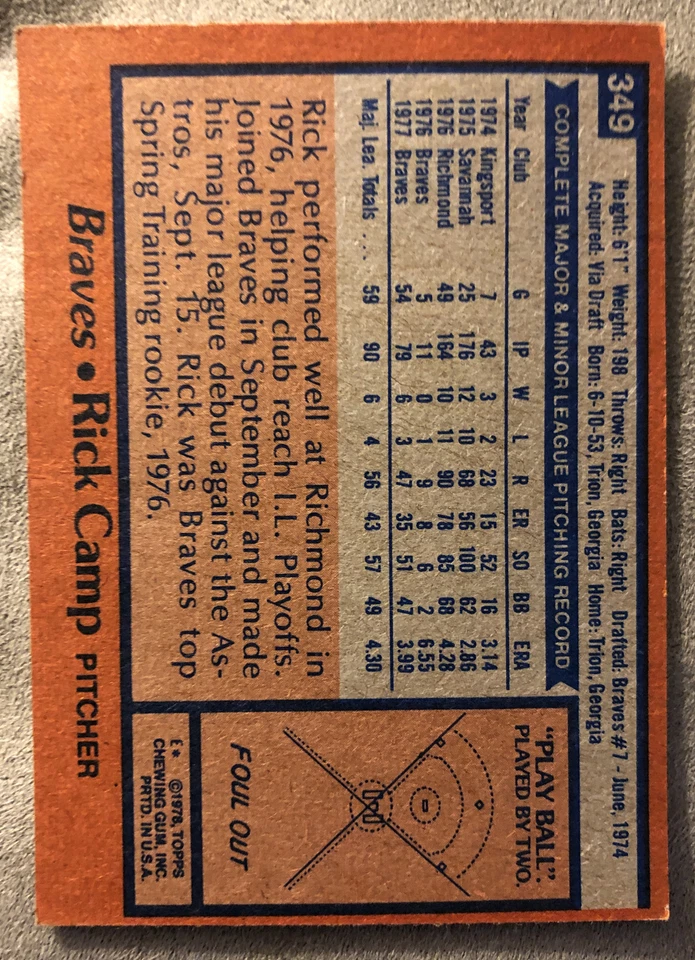 349
Height: 6'1" Weight: 198 Throws: Right Bats: Right Drafted: Braves #7 - June, 1974
Acquired: Via Draft Born: 6-10-53, Trion, Georgia Home: Trion, Georgia
COMPLETE MAJOR & MINOR LEAGUE PITCHING RECORD
Year Club G IP W L R ER SO BB ERA
1974 Kingsport 7 43 3 2 23 15 52 16 3.14
1975 Savannah 25 176 12 10 68 56 100 62 2.86
1976 Richmond 49 164 10 11 90 78 85 68 4.28
1976 Braves 5 11 0 1 9 8 6 2 6.55
1977 Braves 54 79 6 3 47 35 51 47 3.99
Maj. Lea. Totals . . . 59 90 6 4 56 43 57 49 4.30
Rick performed well at Richmond in
1976, helping club reach I.L. Playoffs.
Joined Braves in September and made
his major league debut against the As-
tros, Sept. 15. Rick was Braves top
Spring Training rookie, 1976.
"PLAY BALL".
PLAYED BY TWO.
FOUL OUT
E* ©1978, TOPPS
CHEWING GUM, INC.
PRTD. IN U.S.A.
Braves • Rick Camp PITCHER